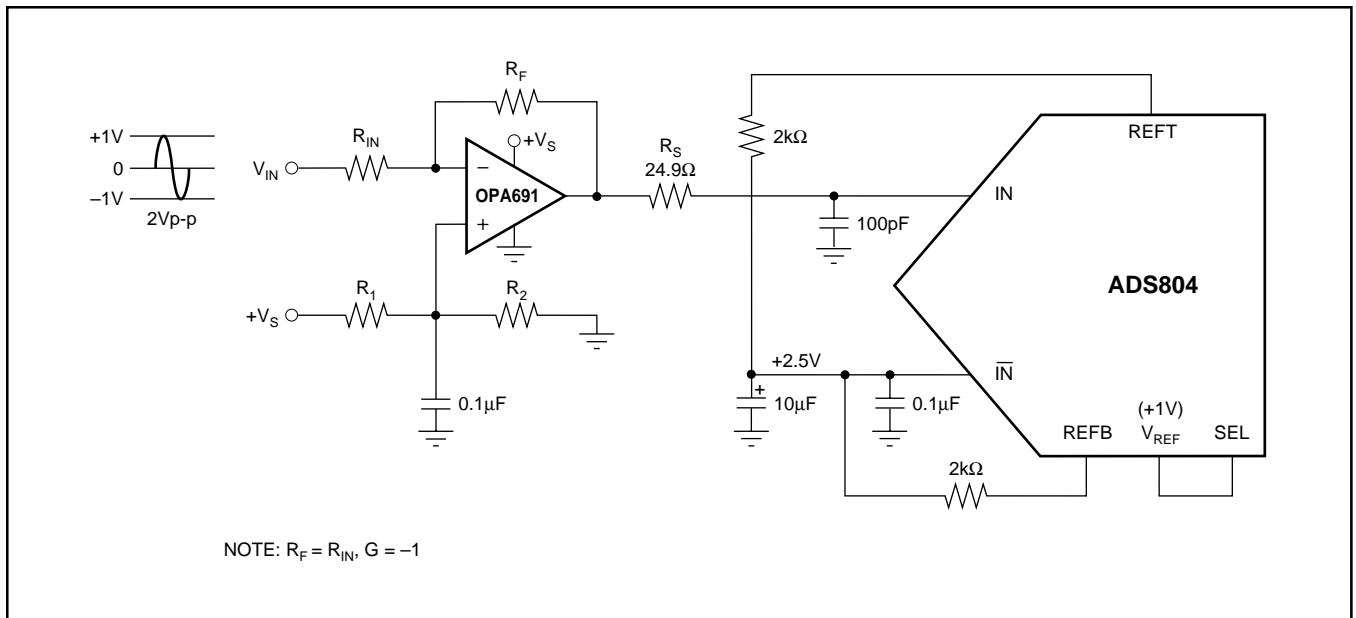 +1V
0
–1V
2Vp-p
V_IN
R_IN
R_F
+V_S
–
OPA691
+
R_S
24.9Ω
2kΩ
REFT
IN
100pF
ADS804
+V_S
R_1
R_2
0.1µF
+2.5V
+
10µF
0.1µF
I̅N̅
REFB
(+1V)
V_REF
SEL
2kΩ
NOTE: R_F = R_IN, G = –1